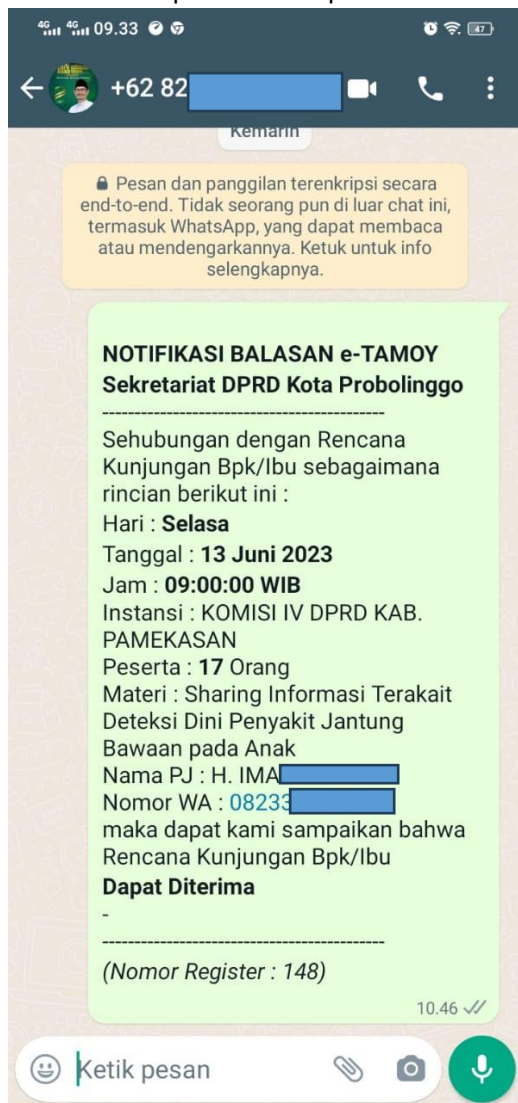 4G 4G 09.33 47
+62 82
Kemarin
Pesan dan panggilan terenkripsi secara
end-to-end. Tidak seorang pun di luar chat ini,
termasuk WhatsApp, yang dapat membaca
atau mendengarkannya. Ketuk untuk info
selengkapnya.
NOTIFIKASI BALASAN e-TAMOY
Sekretariat DPRD Kota Probolinggo
--------------------------------------------
Sehubungan dengan Rencana
Kunjungan Bpk/Ibu sebagaimana
rincian berikut ini :
Hari : Selasa
Tanggal : 13 Juni 2023
Jam : 09:00:00 WIB
Instansi : KOMISI IV DPRD KAB.
PAMEKASAN
Peserta : 17 Orang
Materi : Sharing Informasi Terakait
Deteksi Dini Penyakit Jantung
Bawaan pada Anak
Nama PJ : H. IMA
Nomor WA : 08233
maka dapat kami sampaikan bahwa
Rencana Kunjungan Bpk/Ibu
Dapat Diterima
-
--------------------------------------------
(Nomor Register : 148)
10.46
Ketik pesan